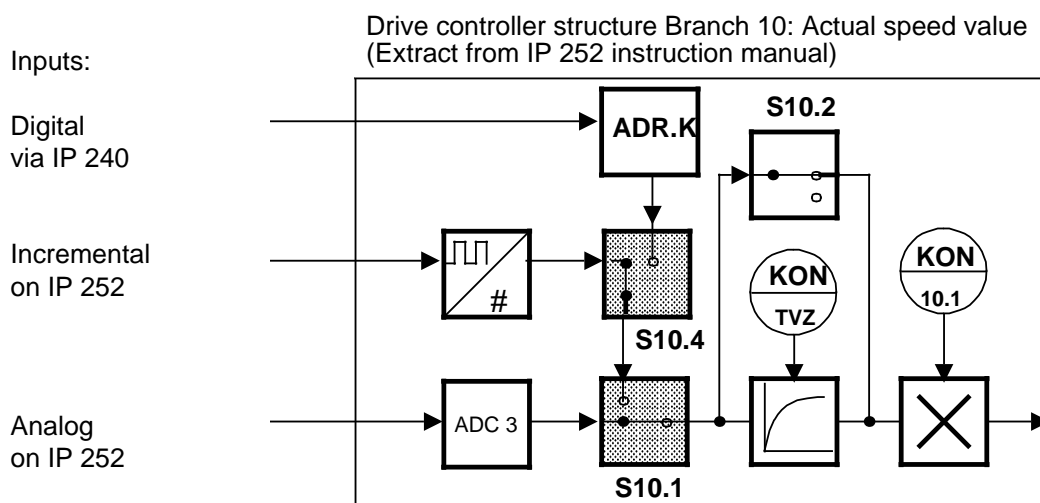 Drive controller structure Branch 10: Actual speed value
(Extract from IP 252 instruction manual)
Inputs:
Digital
via IP 240
ADR.K
S10.2
Incremental
on IP 252
#
S10.4
KON
TVZ
KON
10.1
Analog
on IP 252
ADC 3
S10.1